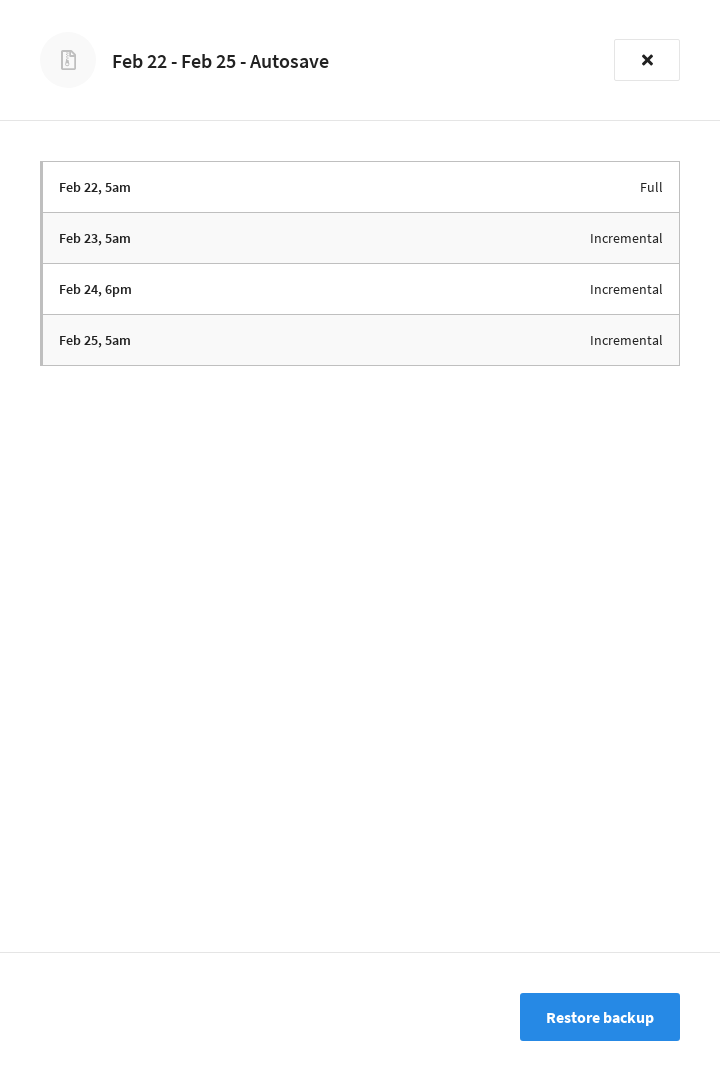 Feb 22 - Feb 25 - Autosave
Feb 22, 5am Full
Feb 23, 5am Incremental
Feb 24, 6pm Incremental
Feb 25, 5am Incremental
Restore backup